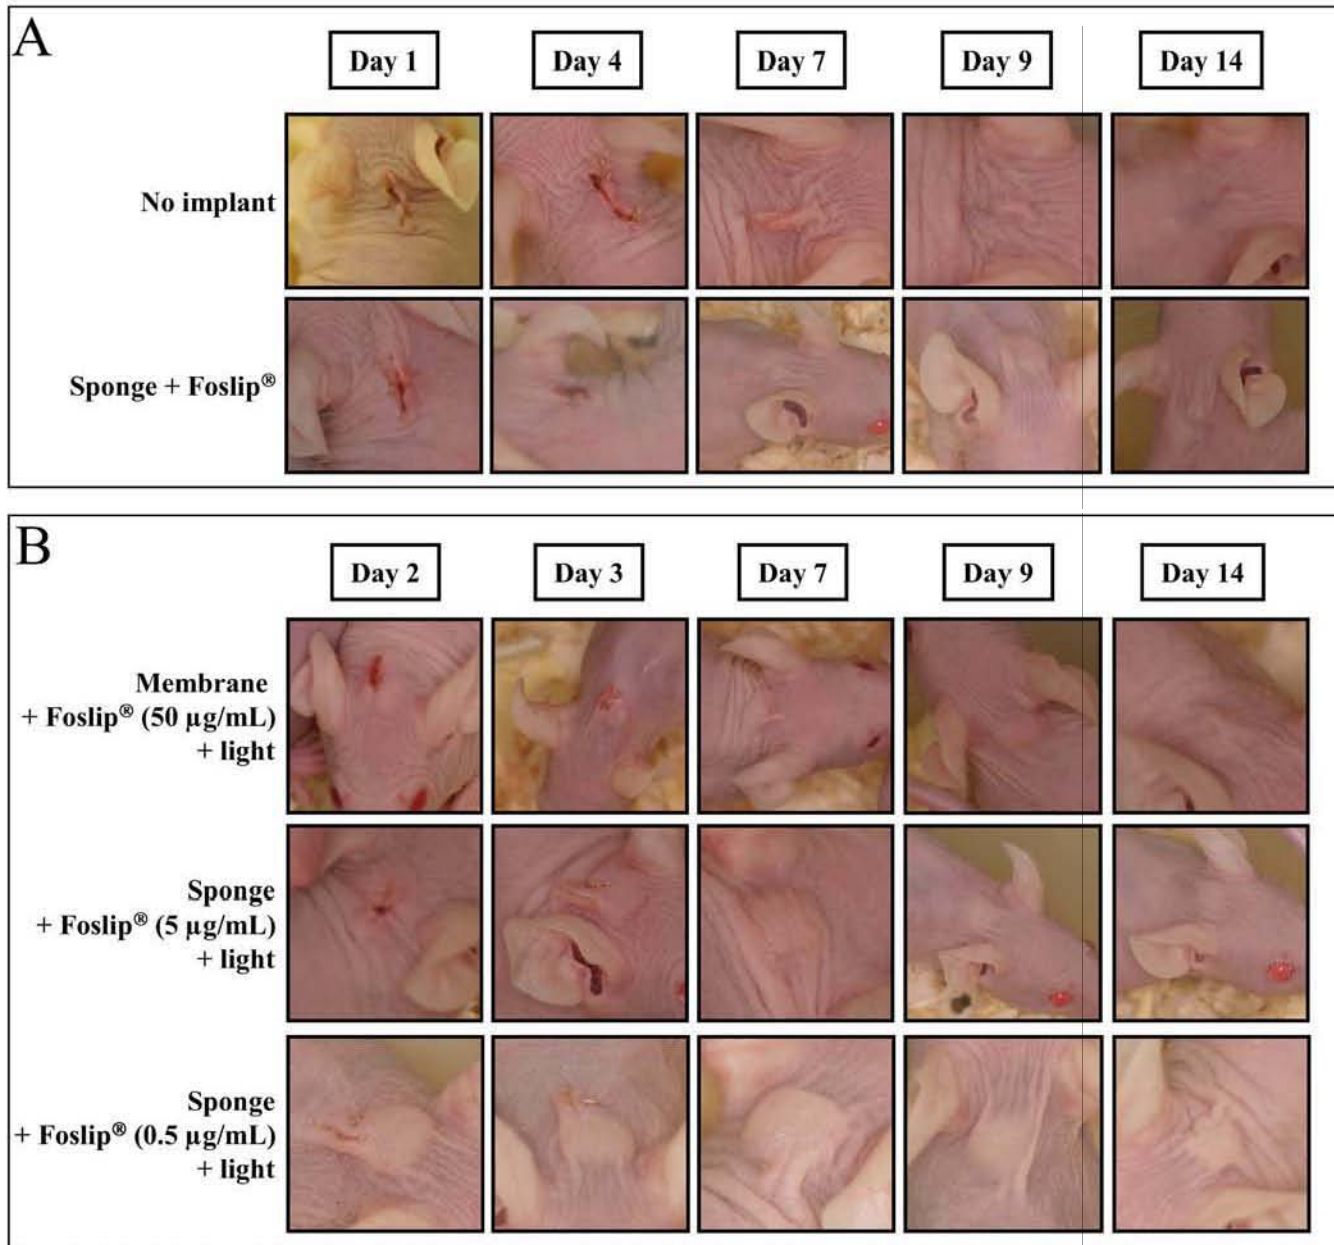 A
Day 1
Day 4
Day 7
Day 9
Day 14
No implant
Sponge + Foslip®
B
Day 2
Day 3
Day 7
Day 9
Day 14
Membrane
+ Foslip® (50 µg/mL)
+ light
Sponge
+ Foslip® (5 µg/mL)
+ light
Sponge
+ Foslip® (0.5 µg/mL)
+ light